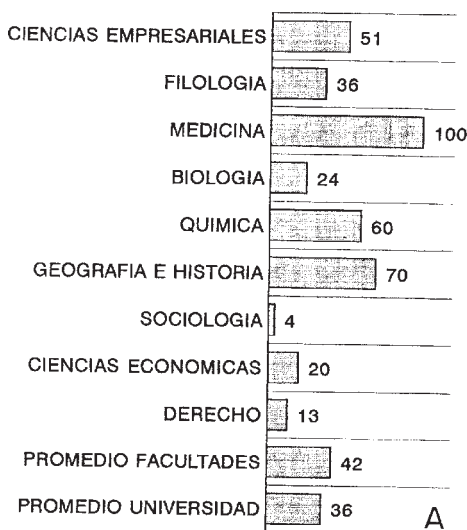 CIENCIAS EMPRESARIALES 51
FILOLOGIA 36
MEDICINA 100
BIOLOGIA 24
QUIMICA 60
GEOGRAFIA E HISTORIA 70
SOCIOLOGIA 4
CIENCIAS ECONOMICAS 20
DERECHO 13
PROMEDIO FACULTADES 42
PROMEDIO UNIVERSIDAD 36
A